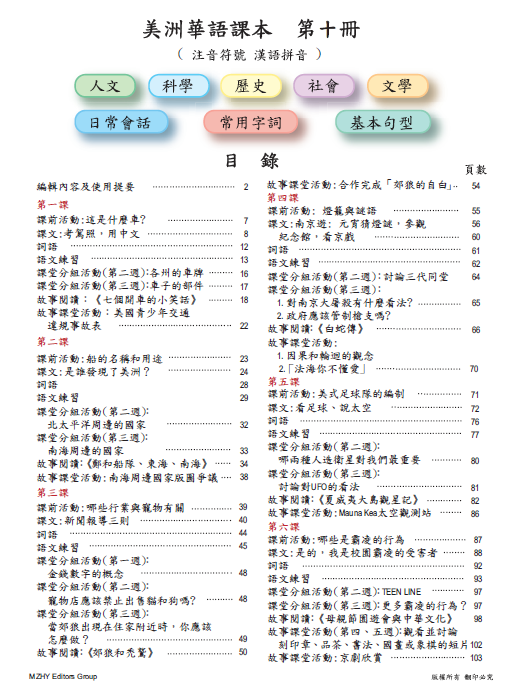 美洲華語課本 第十冊
( 注音符號 漢語拼音 )
人文 科學 歷史 社會 文學
日常會話 常用字詞 基本句型
目 錄
頁數
編輯內容及使用提要 ⋯⋯ 2
第一課
課前活動:這是什麼車? ⋯⋯ 7
課文:考駕照,用中文 ⋯⋯ 8
詞語 ⋯⋯ 12
語文練習 ⋯⋯ 13
課堂分組活動(第二週):各州的車牌 ⋯⋯ 16
課堂分組活動(第三週):車子的部件 ⋯⋯ 17
故事閱讀:《七個開車的小笑話》 ⋯⋯ 18
故事課堂活動:美國青少年交通
違規事故表 ⋯⋯ 22
第二課
課前活動:船的名稱和用途 ⋯⋯ 23
課文:是誰發現了美洲? ⋯⋯ 24
詞語 28
語文練習 29
課堂分組活動(第二週):
北太平洋周邊的國家 ⋯⋯ 32
課堂分組活動(第三週):
南海周邊的國家 ⋯⋯ 33
故事閱讀:《鄭和船隊、東海、南海》 ⋯⋯ 34
故事課堂活動:南海周邊國家版圖爭議 ⋯⋯ 38
第三課
課前活動:哪些行業與寵物有關 ⋯⋯ 39
課文:新聞報導三則 ⋯⋯ 40
詞語 ⋯⋯ 44
語文練習 ⋯⋯ 45
課堂分組活動(第一週):
金錢數字的概念 ⋯⋯ 48
課堂分組活動(第二週):
寵物店應該禁止出售貓和狗嗎? ⋯⋯ 48
課堂分組活動(第三週):
當郊狼出現在住家附近時,你應該
怎麼做? ⋯⋯ 49
故事閱讀:《郊狼和禿鷲》 ⋯⋯ 50
故事課堂活動:合作完成「郊狼的自白」⋯ 54
第四課
課前活動: 燈籠與謎語 ⋯⋯ 55
課文:南京遊: 元宵猜燈謎,參觀 56
紀念館,看京戲 ⋯⋯ 60
詞語 ⋯⋯ 61
語文練習 ⋯⋯ 62
課堂分組活動(第二週):討論三代同堂 64
課堂分組活動(第三週):
1. 對南京大屠殺有什麼看法? ⋯⋯ 65
2. 政府應該管制槍支嗎?
故事閱讀:《白蛇傳》 ⋯⋯ 66
故事課堂活動:
1. 因果和輪迴的觀念
2.「法海你不懂愛」 ⋯⋯ 70
第五課
課前活動:美式足球隊的編制 ⋯⋯ 71
課文:看足球、說太空 ⋯⋯ 72
詞語 ⋯⋯ 76
語文練習 ⋯⋯ 77
課堂分組活動(第二週):
哪兩種人造衛星對我們最重要 ⋯⋯ 80
課堂分組活動(第三週):
討論對UFO的看法 ⋯⋯ 81
故事閱讀:《夏威夷大島觀星記》 ⋯⋯ 82
故事課堂活動:Mauna Kea太空觀測站 ⋯⋯ 86
第六課
課前活動:哪些是霸凌的行為 ⋯⋯ 87
課文:是的,我是校園霸凌的受害者 ⋯⋯ 88
詞語 ⋯⋯ 92
語文練習 ⋯⋯ 93
課堂分組活動(第二週):TEEN LINE ⋯⋯ 97
課堂分組活動(第三週):更多霸凌的行為? 97
故事閱讀:《母親節園遊會與中華文化》 98
故事課堂活動(第四、五週):觀看並討論
刻印章、品茶、書法、國畫或象棋的短片102
故事課堂活動:京劇欣賞 ⋯⋯ 103
MZHY Editors Group
版權所有 翻印必究